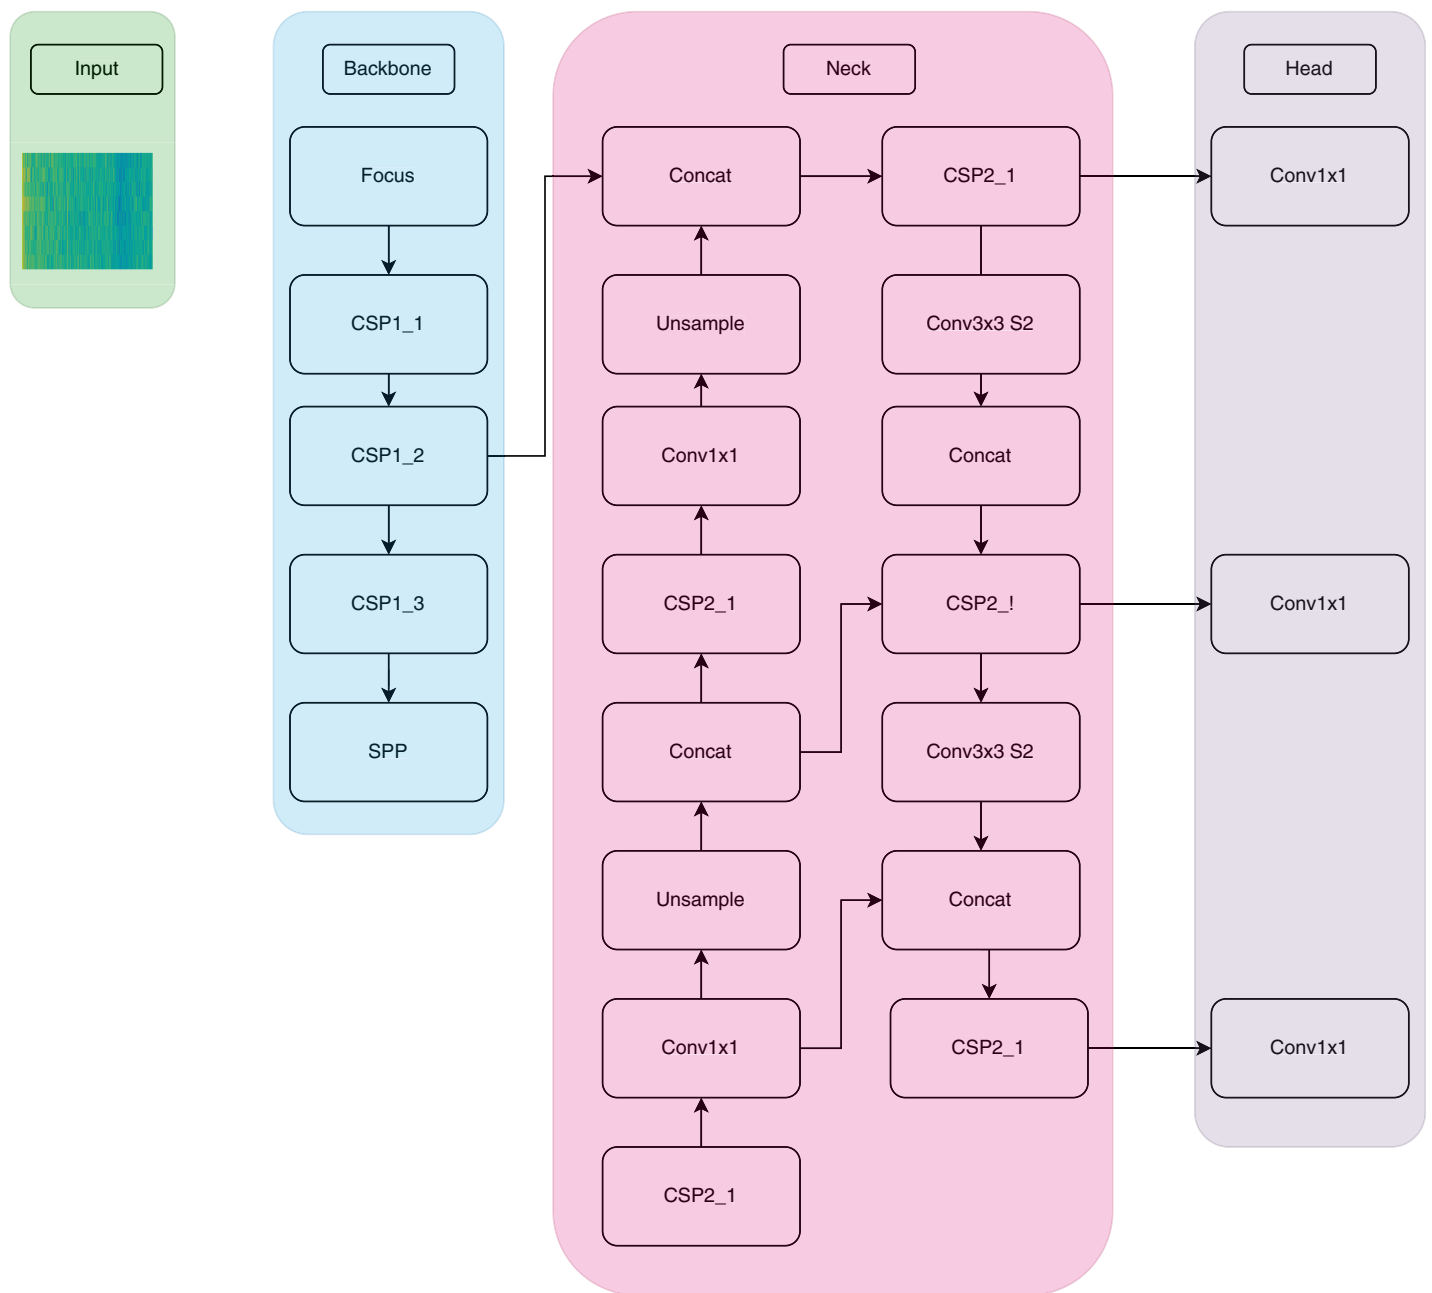 Input
Backbone
Neck
Head
Focus
CSP1_1
CSP1_2
CSP1_3
SPP
Concat
Unsample
Conv1x1
CSP2_1
Concat
Unsample
Conv1x1
CSP2_1
CSP2_1
Conv3x3 S2
Concat
CSP2_!
Conv3x3 S2
Concat
CSP2_1
Conv1x1
Conv1x1
Conv1x1